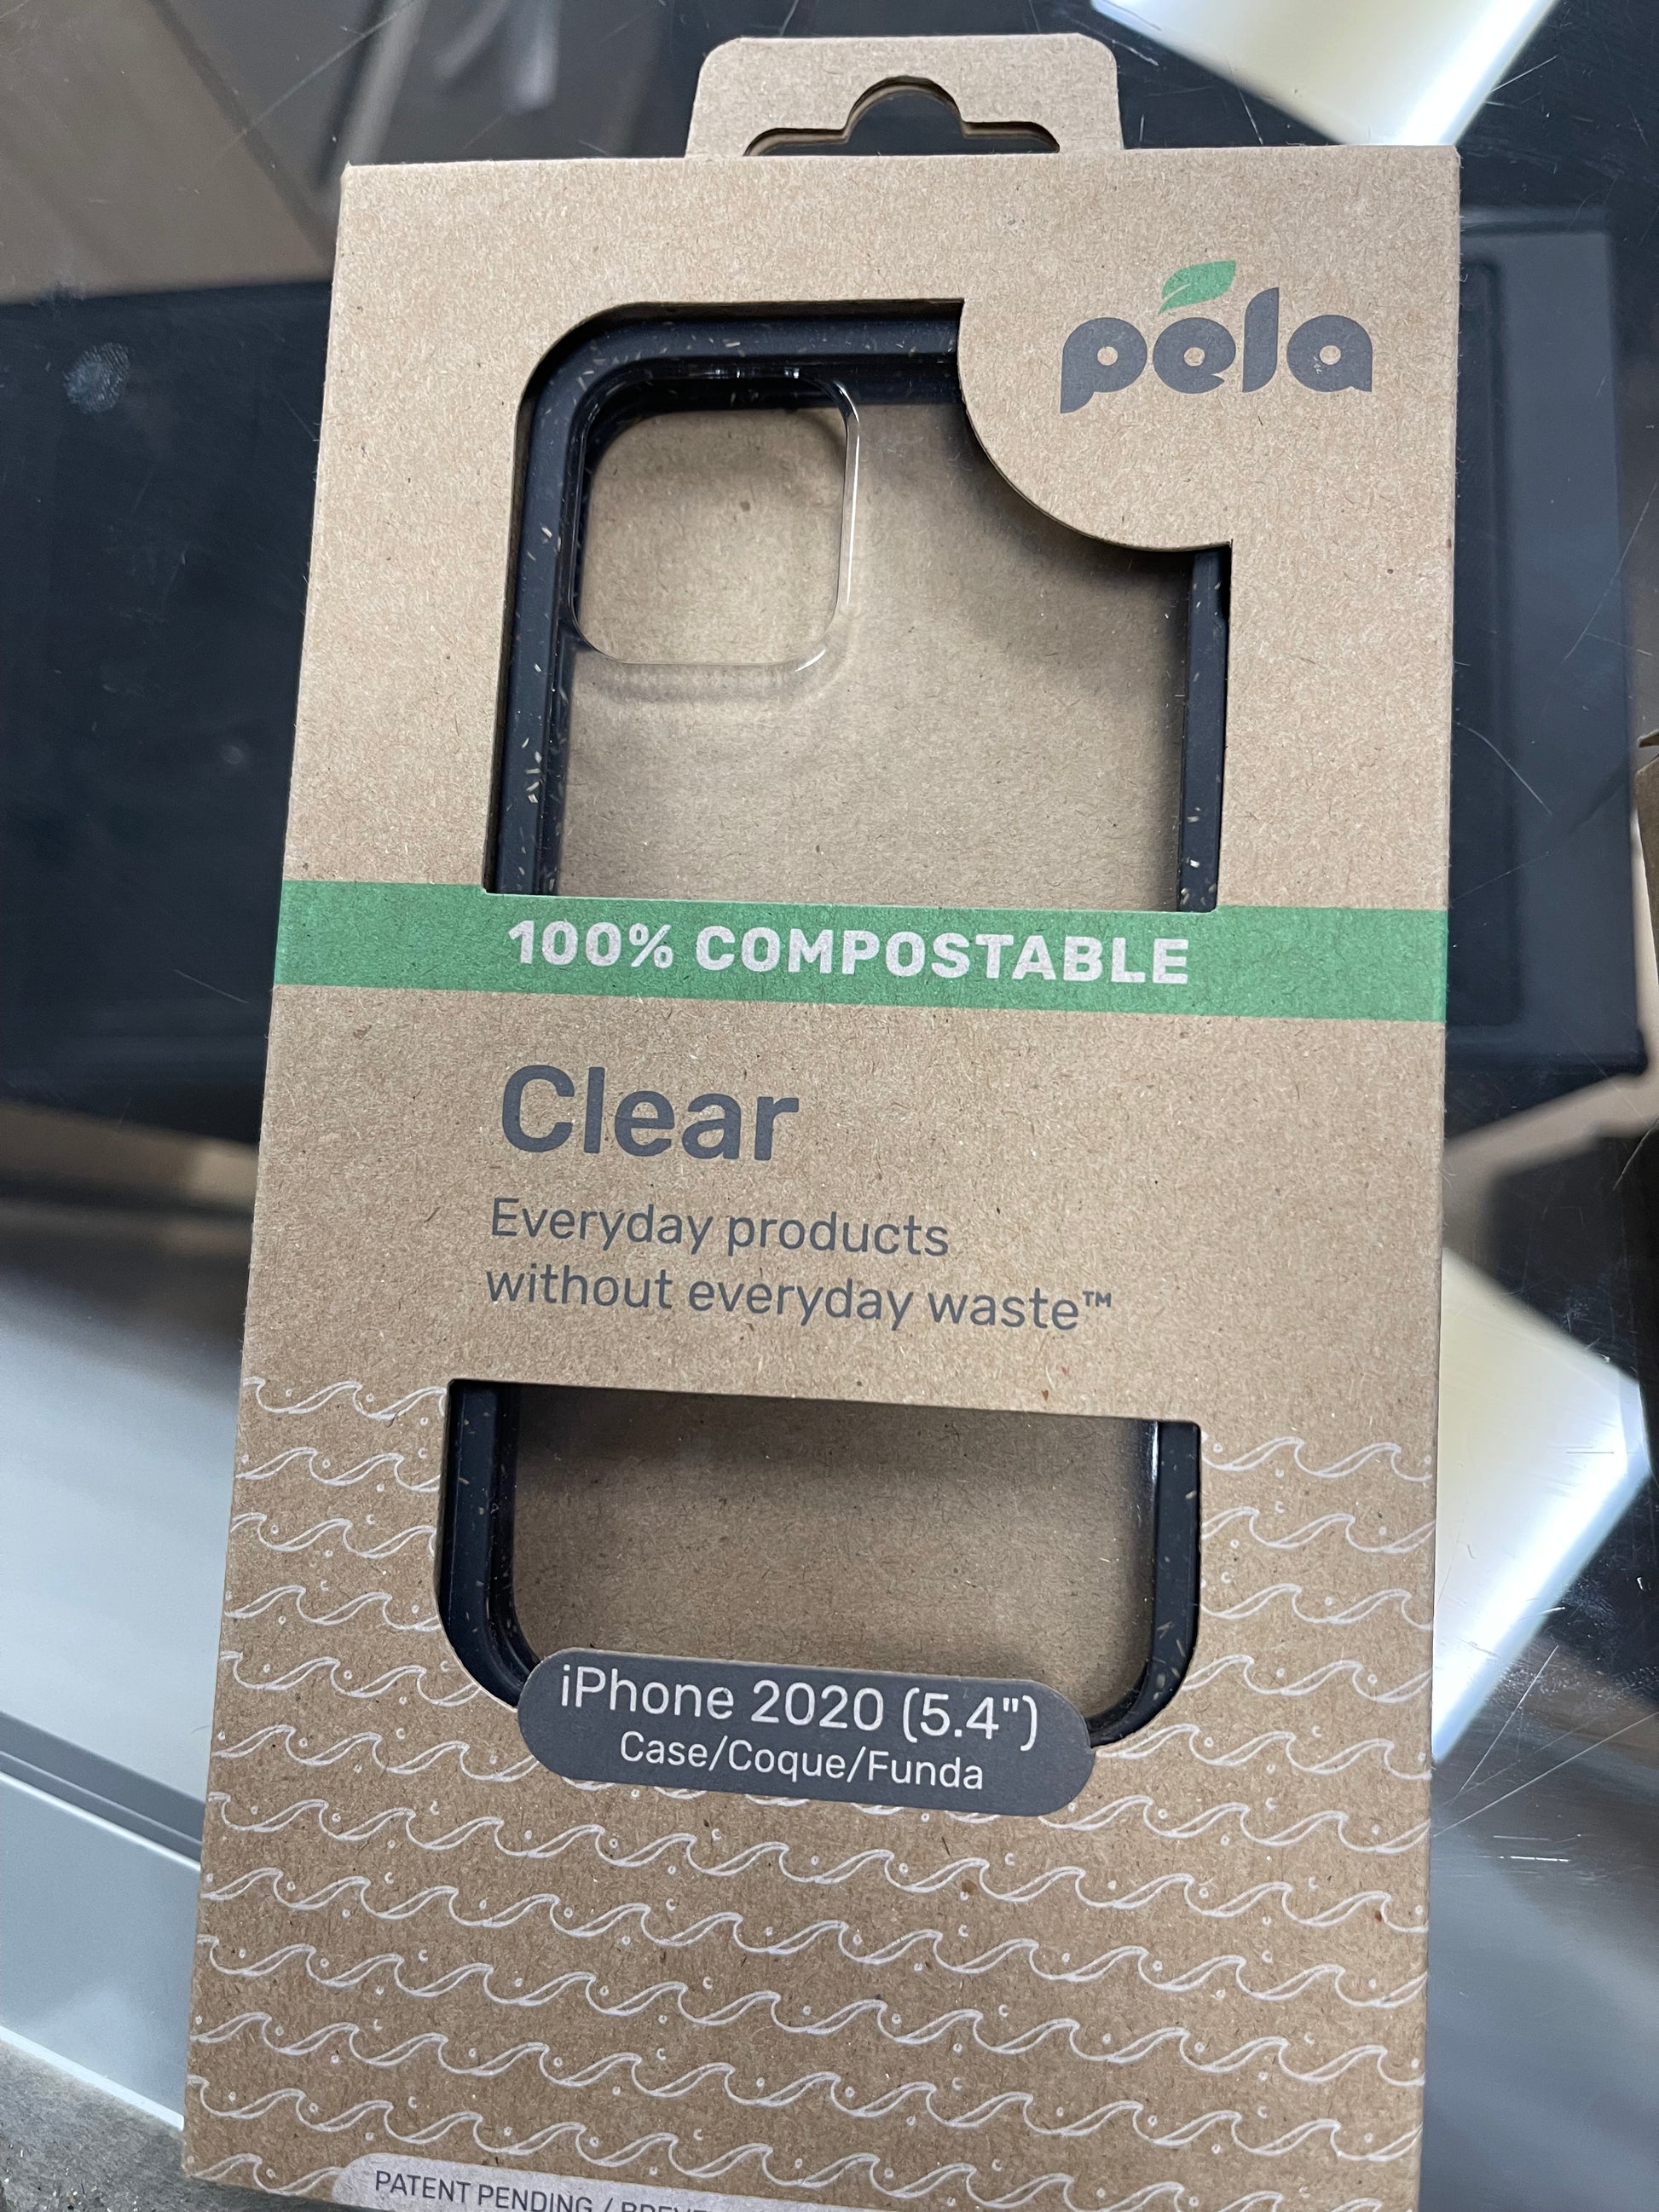 pela
100% COMPOSTABLE
Clear
Everyday products
without everyday waste™
iPhone 2020 (5.4")
Case/Coque/Funda
PATENT PENDING /